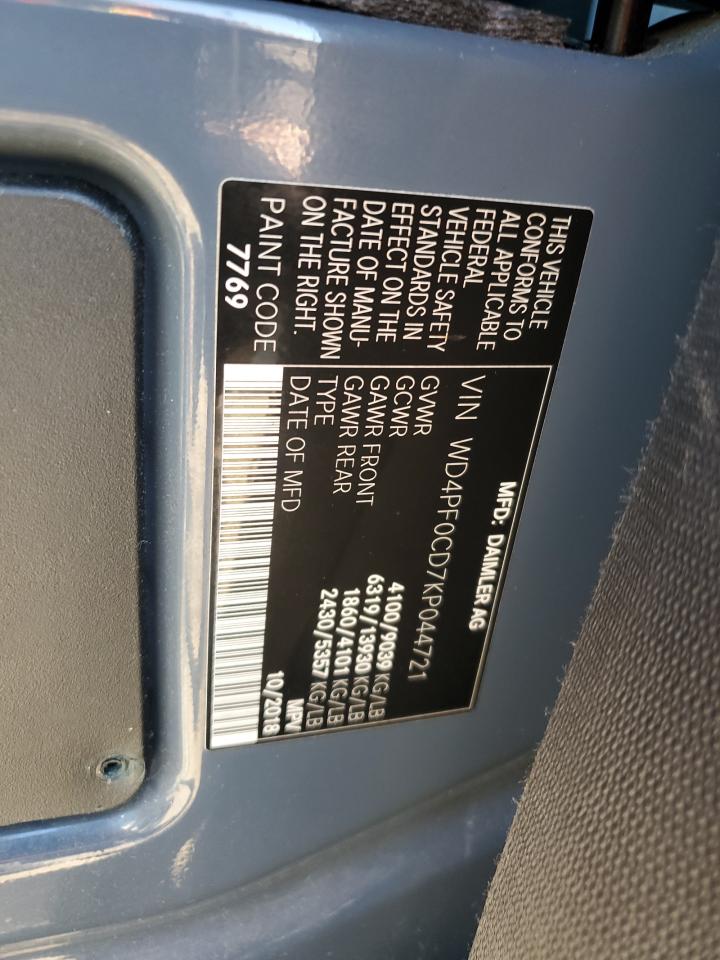 THIS VEHICLE
CONFORMS TO
ALL APPLICABLE
FEDERAL
VEHICLE SAFETY
STANDARDS IN
EFFECT ON THE
DATE OF MANU-
FACTURE SHOWN
ON THE RIGHT.
PAINT CODE
7769
MFD: DAIMLER AG
VIN WD4PF0CD7KP044721
GVWR 4100/9039 KG/LB
GCWR 6319/13930 KG/LB
GAWR FRONT 1860/4101 KG/LB
GAWR REAR 2430/5357 KG/LB
TYPE MPV
DATE OF MFD 10/2018